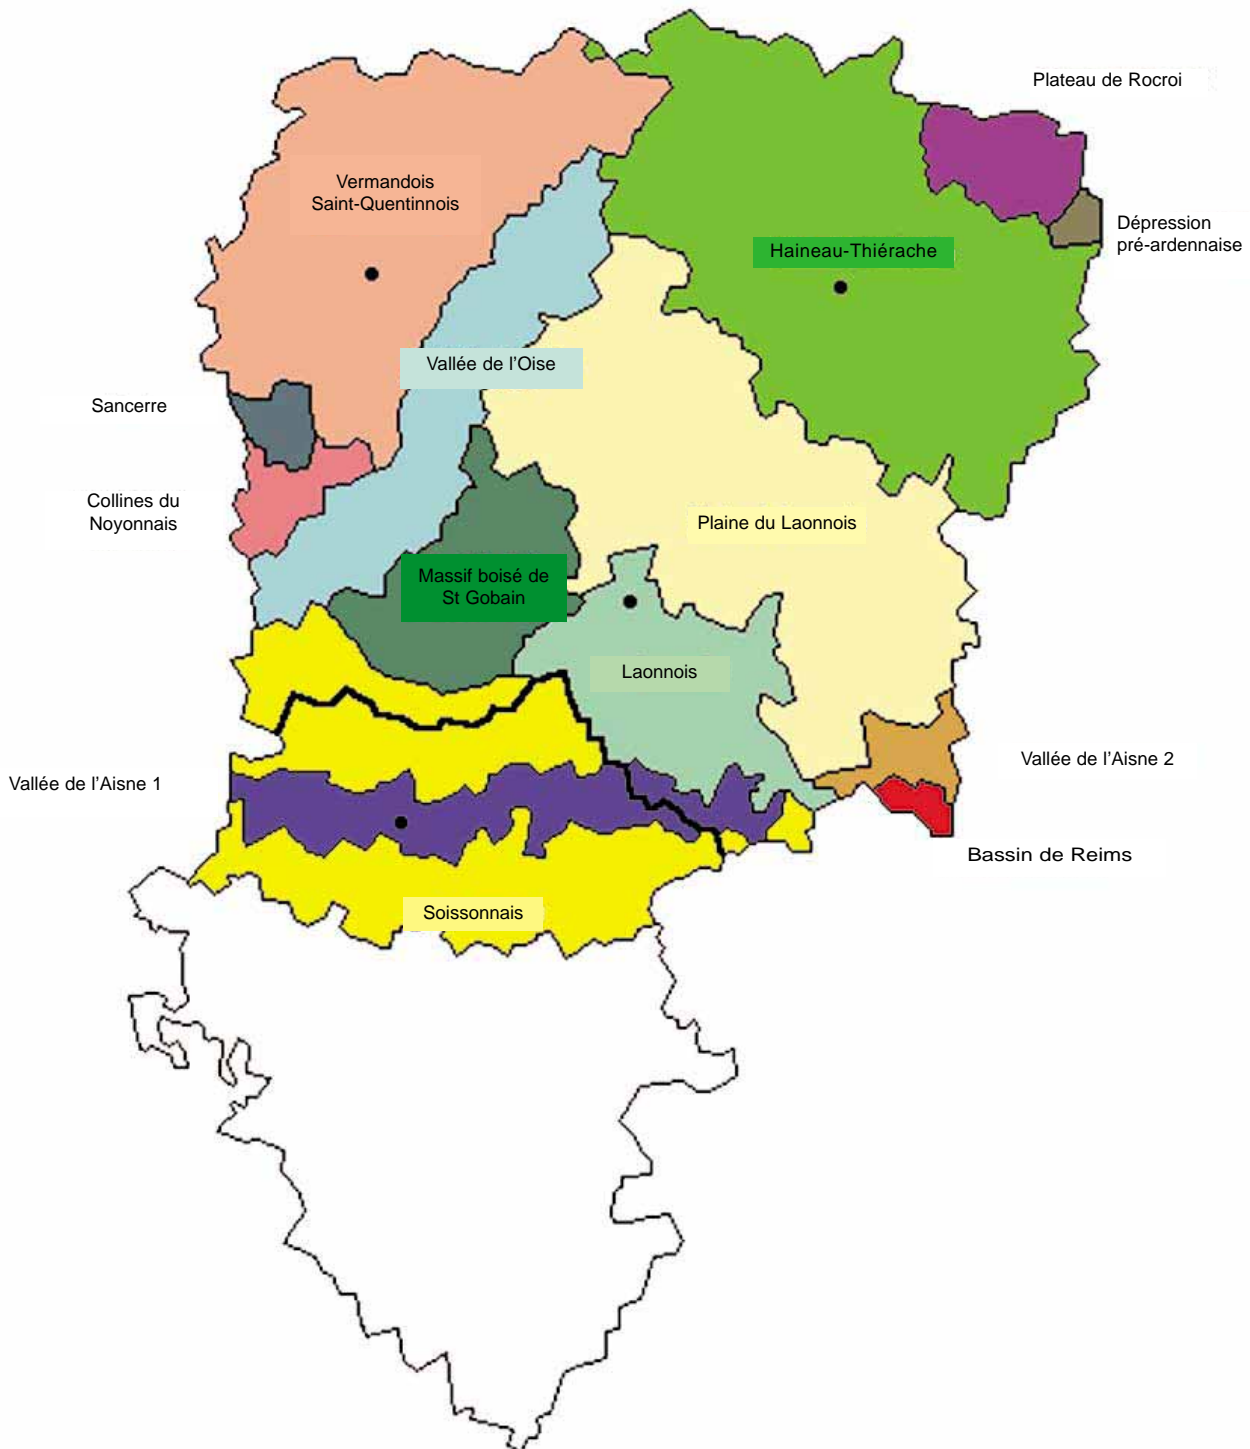 Plateau de Rocroi
Vermandois
Saint-Quentinnois
Dépression
pré-ardennaise
Haineau-Thiérache
Vallée de l'Oise
Sancerre
Collines du
Noyonnais
Plaine du Laonnois
Massif boisé de
St Gobain
Laonnois
Vallée de l'Aisne 2
Vallée de l'Aisne 1
Bassin de Reims
Soissonnais